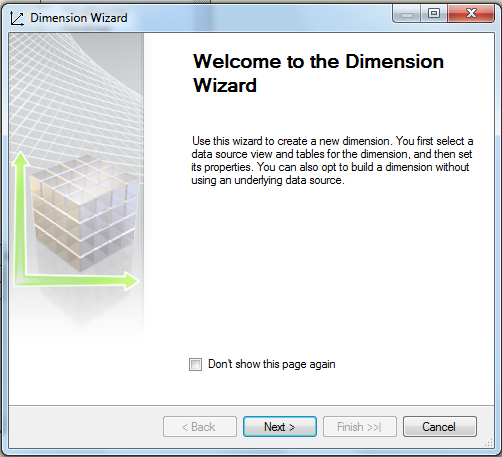 Dimension Wizard
Welcome to the Dimension
Wizard
Use this wizard to create a new dimension. You first select a
data source view and tables for the dimension, and then set
its properties. You can also opt to build a dimension without
using an underlying data source.
Don't show this page again
< Back
Next >
Finish >>|
Cancel